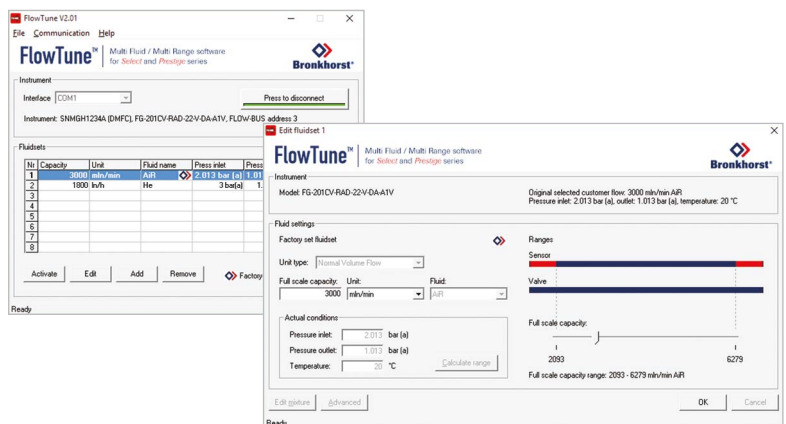 FlowTune V2.01
File Communication Help
FlowTune™ Multi Fluid / Multi Range software
for Select and Prestige series
Bronkhorst®
Instrument
Interface COM1 Press to disconnect
Instrument: SNMGH1234A (DMFC), FG-201CV-RAD-22-V-DA-A1V, FLOW-BUS address 3
Fluidsets
Nr Capacity Unit Fluid name Press inlet Press
1 3000 mln/min AiR 2.013 bar (a) 1.01
2 1800 ln/h He 3 bar(a) 1.
3
4
5
6
7
8
Activate Edit Add Remove Factory
Ready
Edit fluidset 1
FlowTune™ Multi Fluid / Multi Range software
for Select and Prestige series
Bronkhorst®
Instrument
Model: FG-201CV-RAD-22-V-DA-A1V
Original selected customer flow: 3000 mln/min AiR
Pressure inlet: 2.013 bar (a), outlet: 1.013 bar (a), temperature: 20 °C
Fluid settings
Factory set fluidset
Unit type: Normal Volume Flow
Full scale capacity: Unit: Fluid:
3000 mln/min AiR
Actual conditions
Pressure inlet: 2.013 bar (a)
Pressure outlet: 1.013 bar (a)
Temperature: 20 °C
Calculate range
Ranges
Sensor
Valve
Full scale capacity:
2093 6279
Full scale capacity range: 2093 - 6279 mln/min AiR
Edit mixture Advanced OK Cancel
Ready